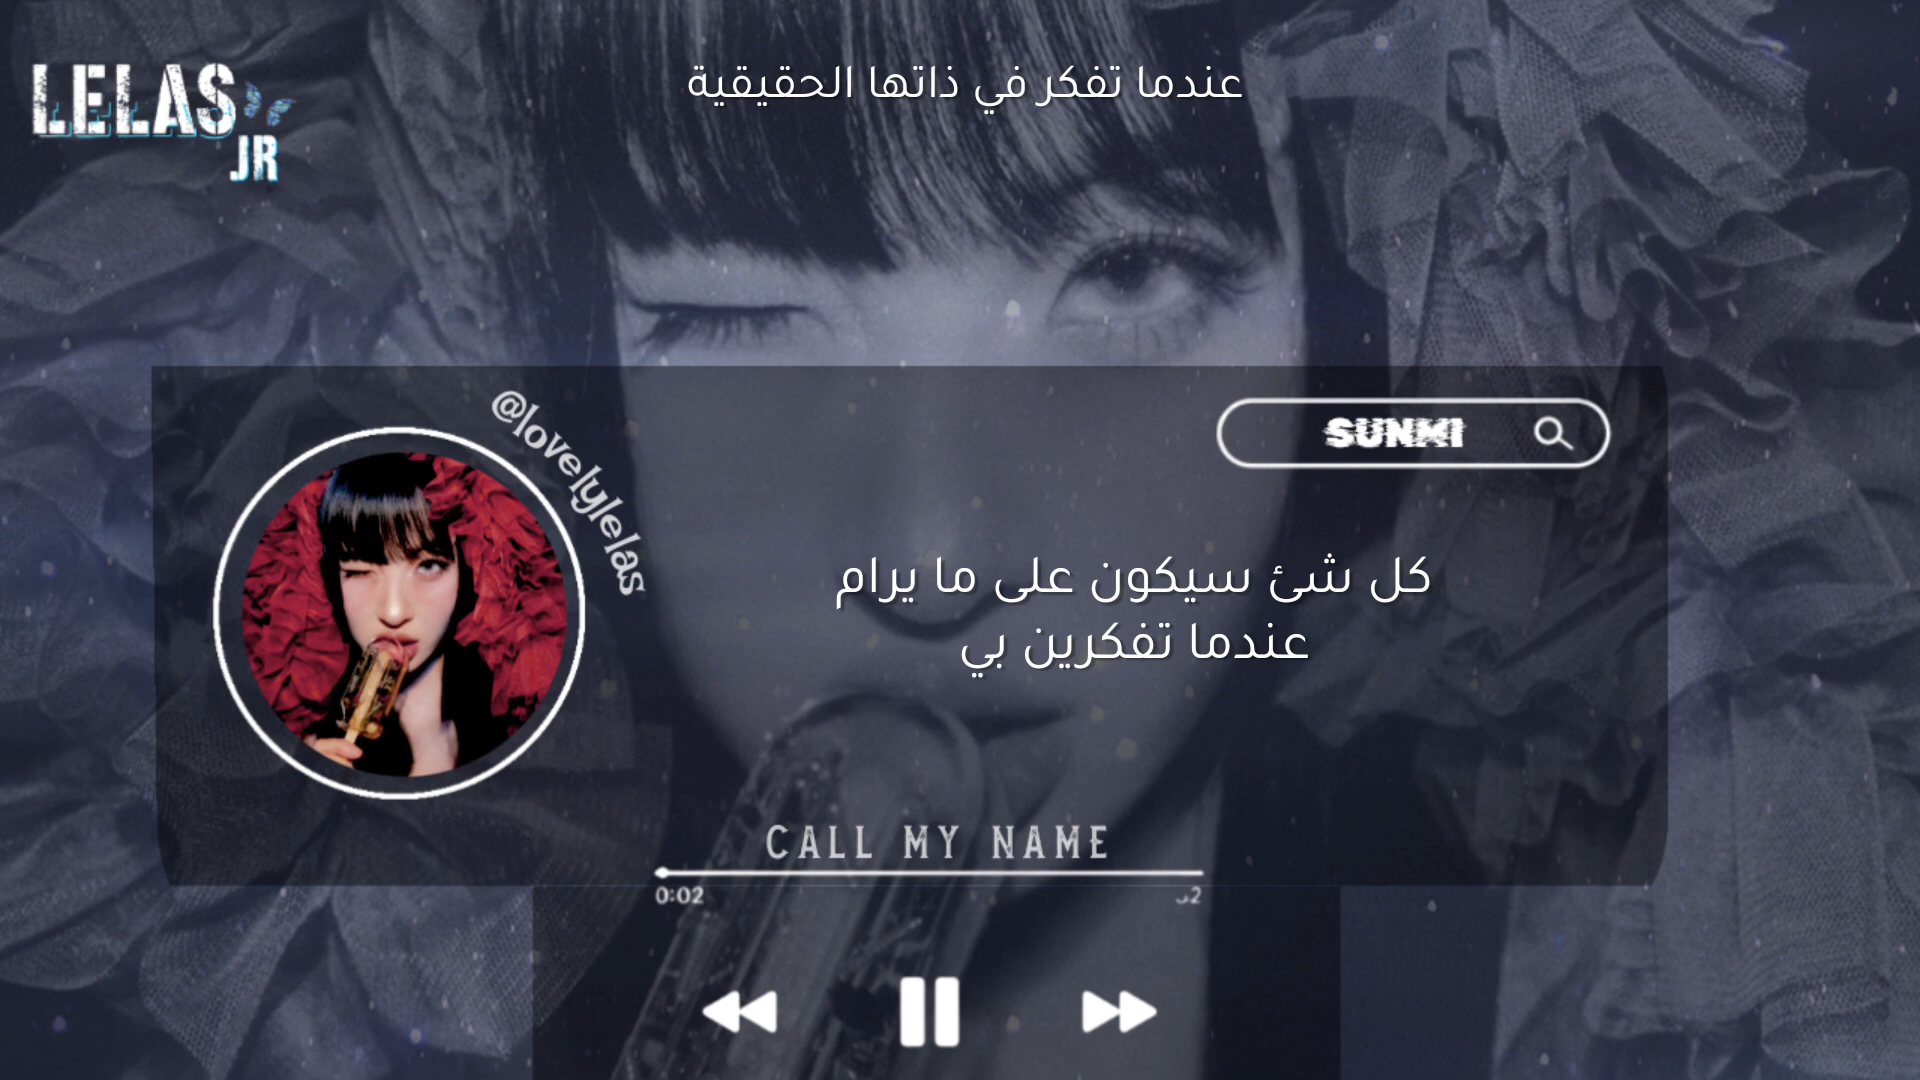 LELAS
JR
عندما تفكر في ذاتها الحقيقية
@lovelylelas
SUNMI
كل شئ سيكون على ما يرام
عندما تفكرين بي
CALL MY NAME
0:02